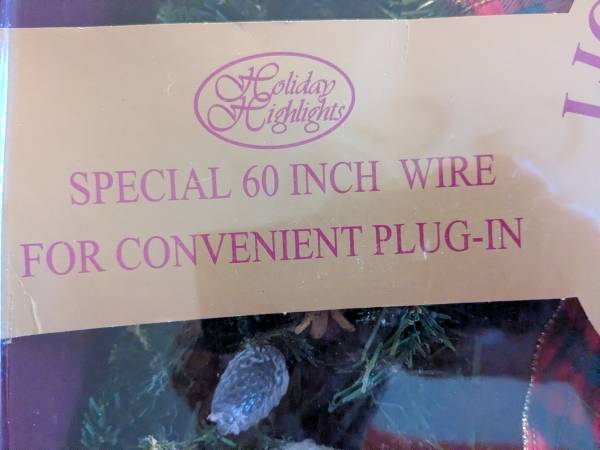 Holiday
Highlights
SPECIAL 60 INCH WIRE
FOR CONVENIENT PLUG-IN